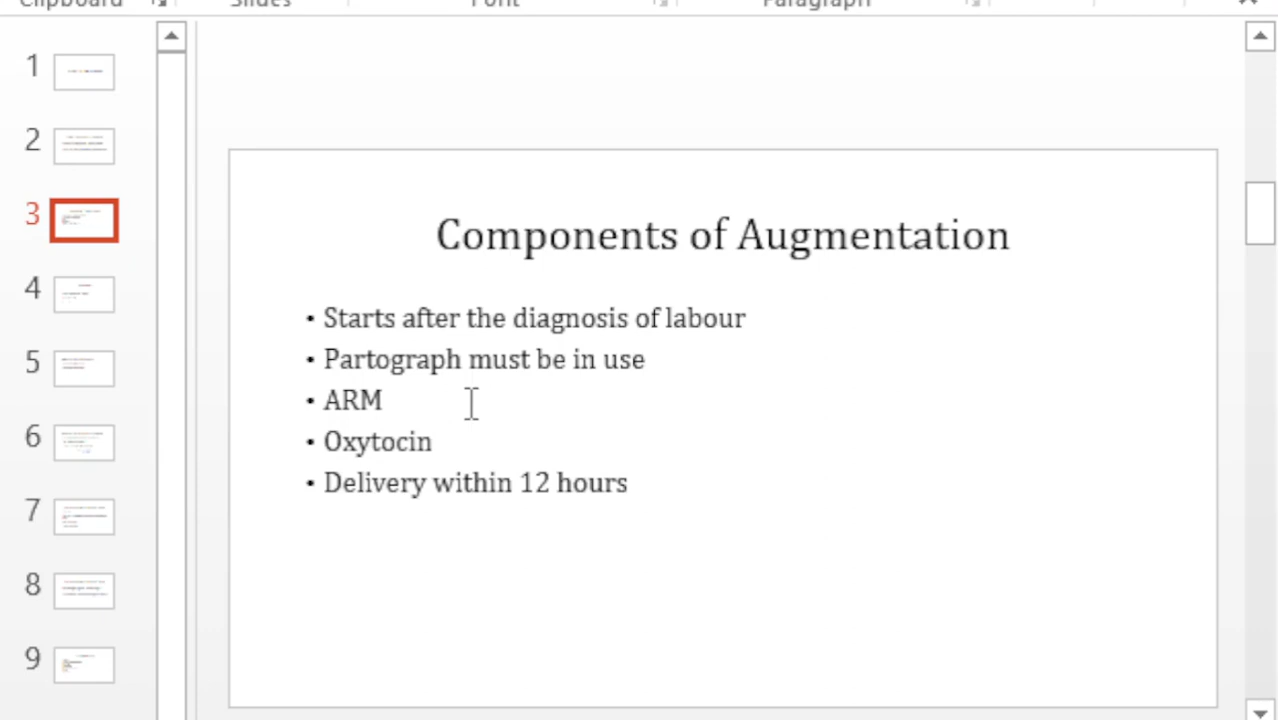 Clipboard Slides Font Paragraph
1
2
3
4
5
6
7
8
9
Components of Augmentation
• Starts after the diagnosis of labour
• Partograph must be in use
• ARM
• Oxytocin
• Delivery within 12 hours